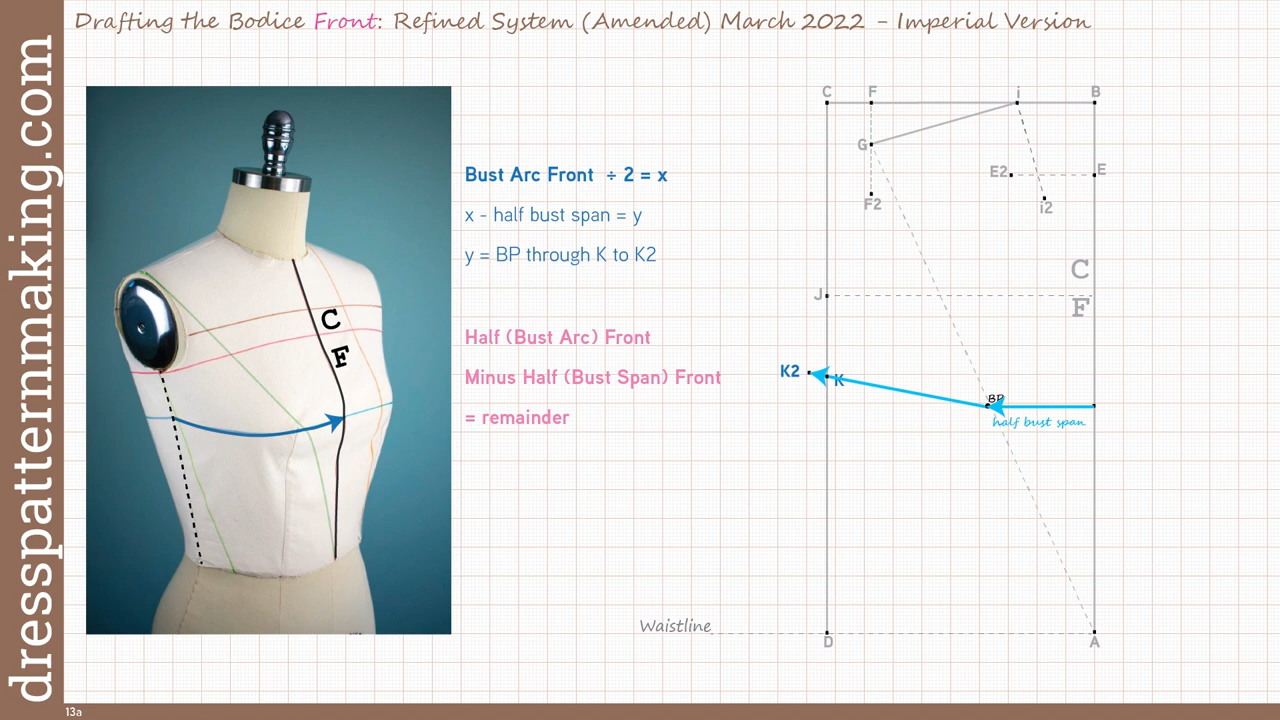 Drafting the Bodice Front: Refined System (Amended) March 2022 - Imperial Version
dresspatternmaking.com
Bust Arc Front ÷ 2 = x
x - half bust span = y
y = BP through K to K2
Half (Bust Arc) Front
Minus Half (Bust Span) Front
= remainder
C
F
C
F
i
B
G
E2
E
F2
i2
C
F
J
K2
K
BP
half bust span
Waistline
D
A
13a